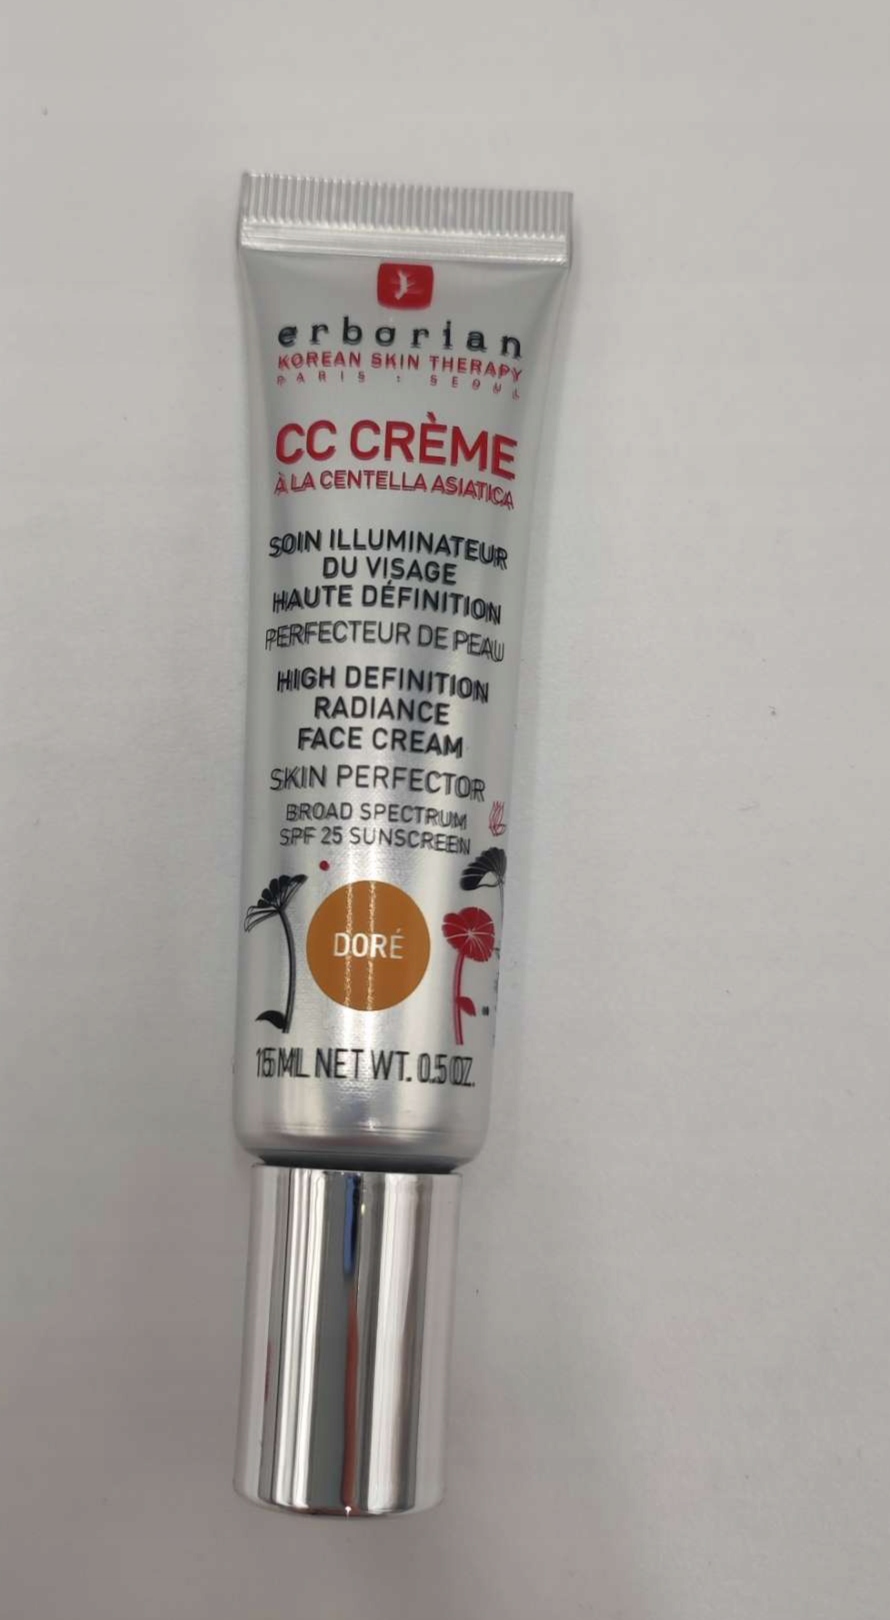 erborian
KOREAN SKIN THERAPY
PARIS : SEOUL
CC CRÈME
À LA CENTELLA ASIATICA
SOIN ILLUMINATEUR
DU VISAGE
HAUTE DÉFINITION
PERFECTEUR DE PEAU
HIGH DEFINITION
RADIANCE
FACE CREAM
SKIN PERFECTOR
BROAD SPECTRUM
SPF 25 SUNSCREEN
DORÉ
15 ML NET WT. 0.5 OZ.